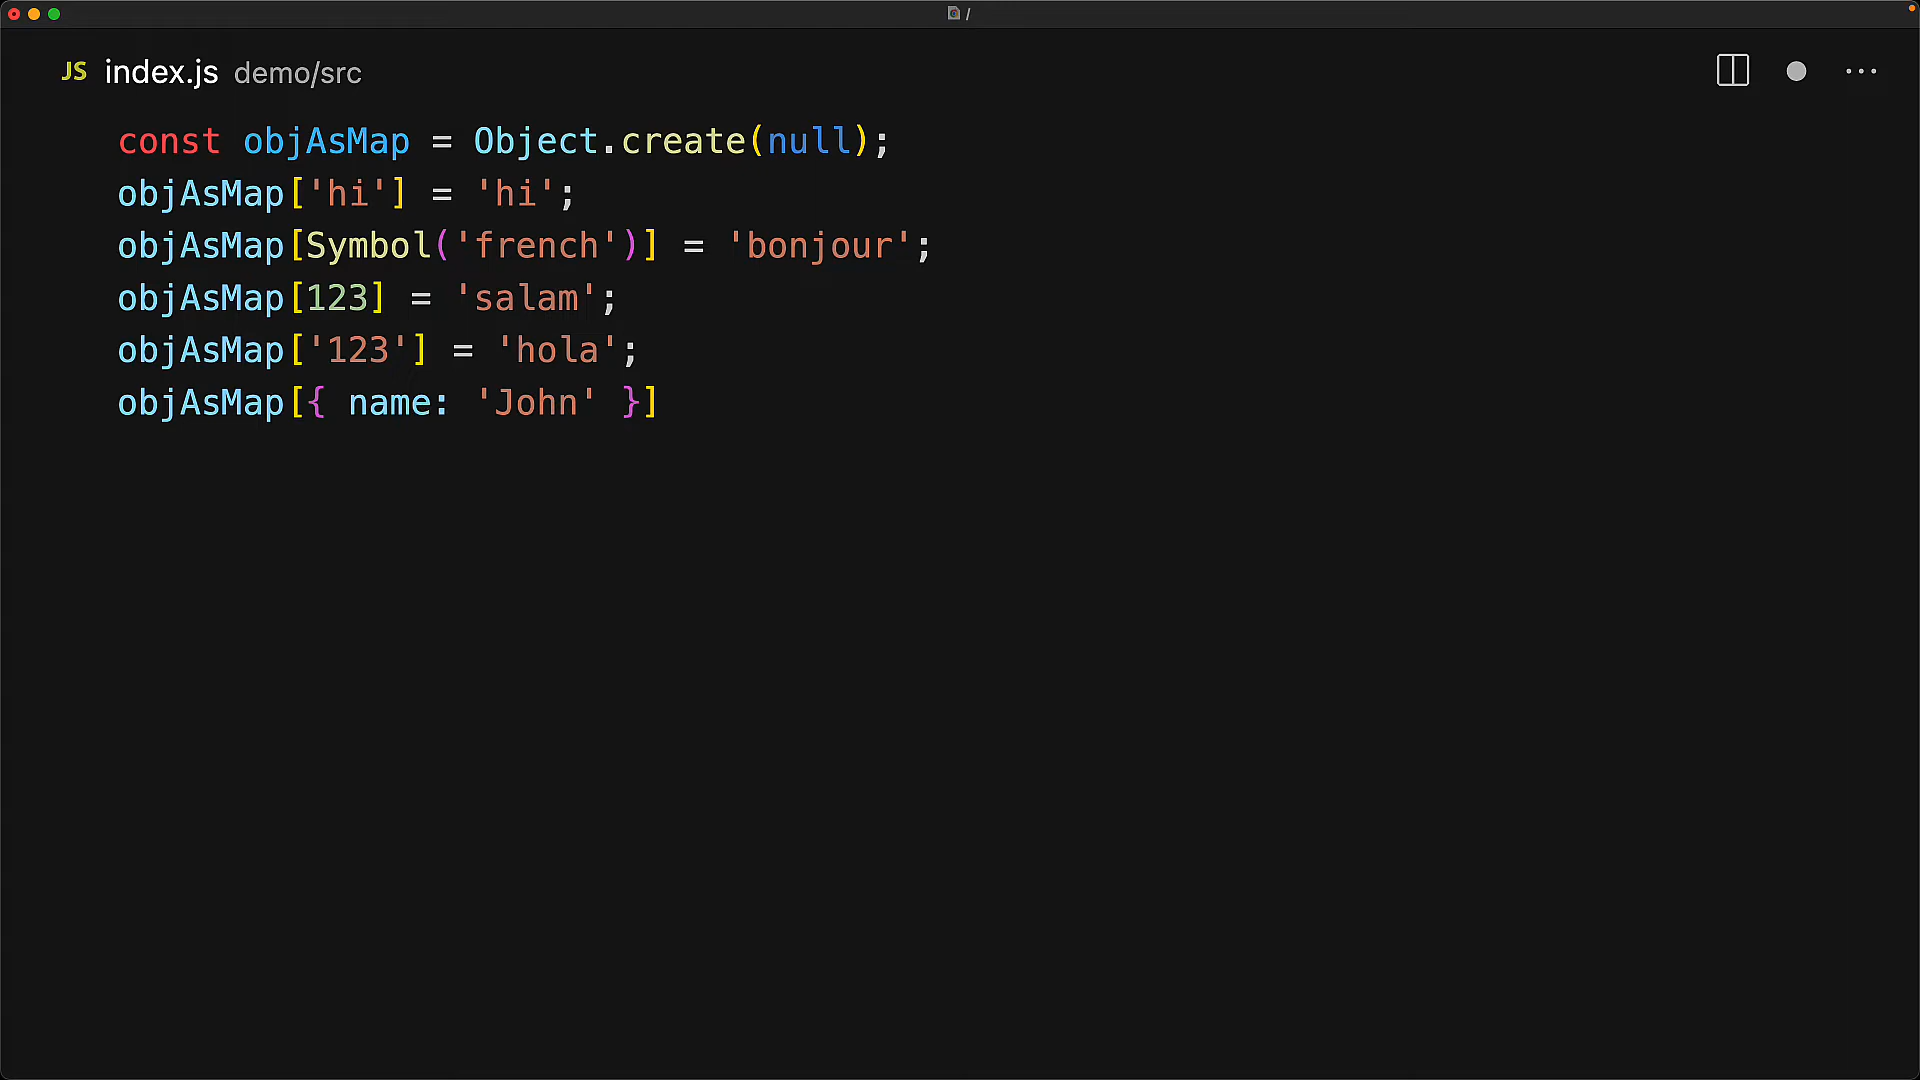 /
JS index.js demo/src
const objAsMap = Object.create(null);
objAsMap['hi'] = 'hi';
objAsMap[Symbol('french')] = 'bonjour';
objAsMap[123] = 'salam';
objAsMap['123'] = 'hola';
objAsMap[{ name: 'John' }]